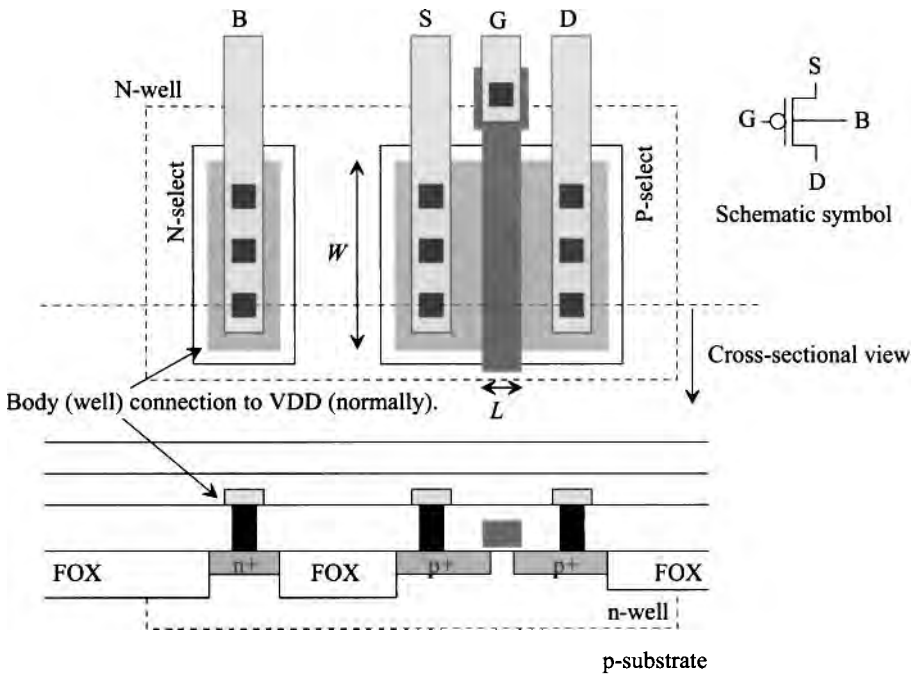 B
S
G
D
N-well
N-select
W
P-select
S
G
B
D
Schematic symbol
Cross-sectional view
L
Body (well) connection to VDD (normally).
FOX
n+
FOX
p+
p+
FOX
n-well
p-substrate